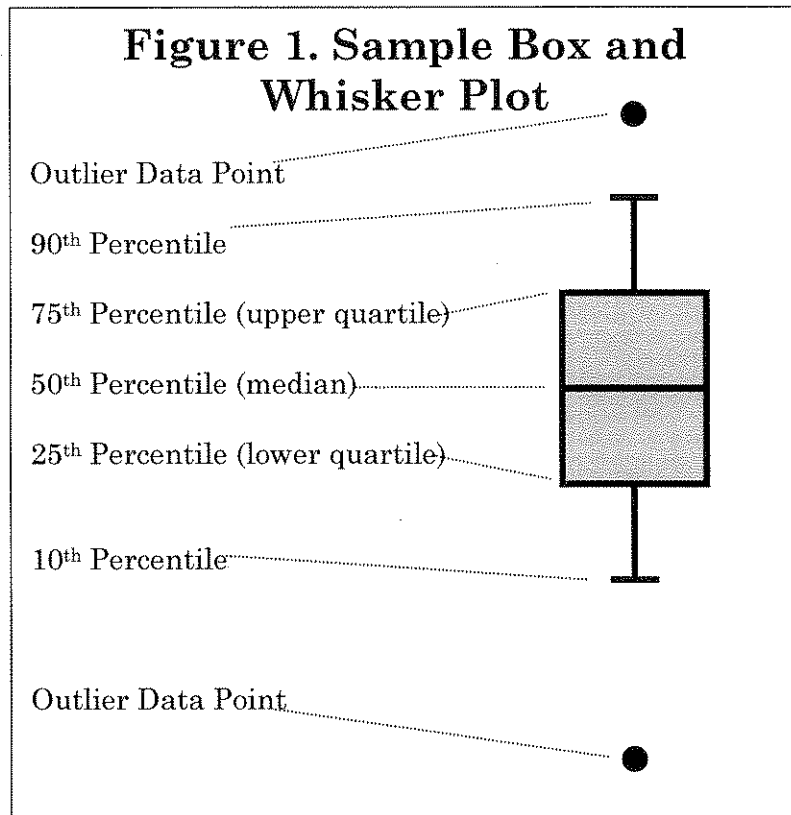 Figure 1. Sample Box and
Whisker Plot
Outlier Data Point
90th Percentile
75th Percentile (upper quartile)
50th Percentile (median)
25th Percentile (lower quartile)
10th Percentile
Outlier Data Point